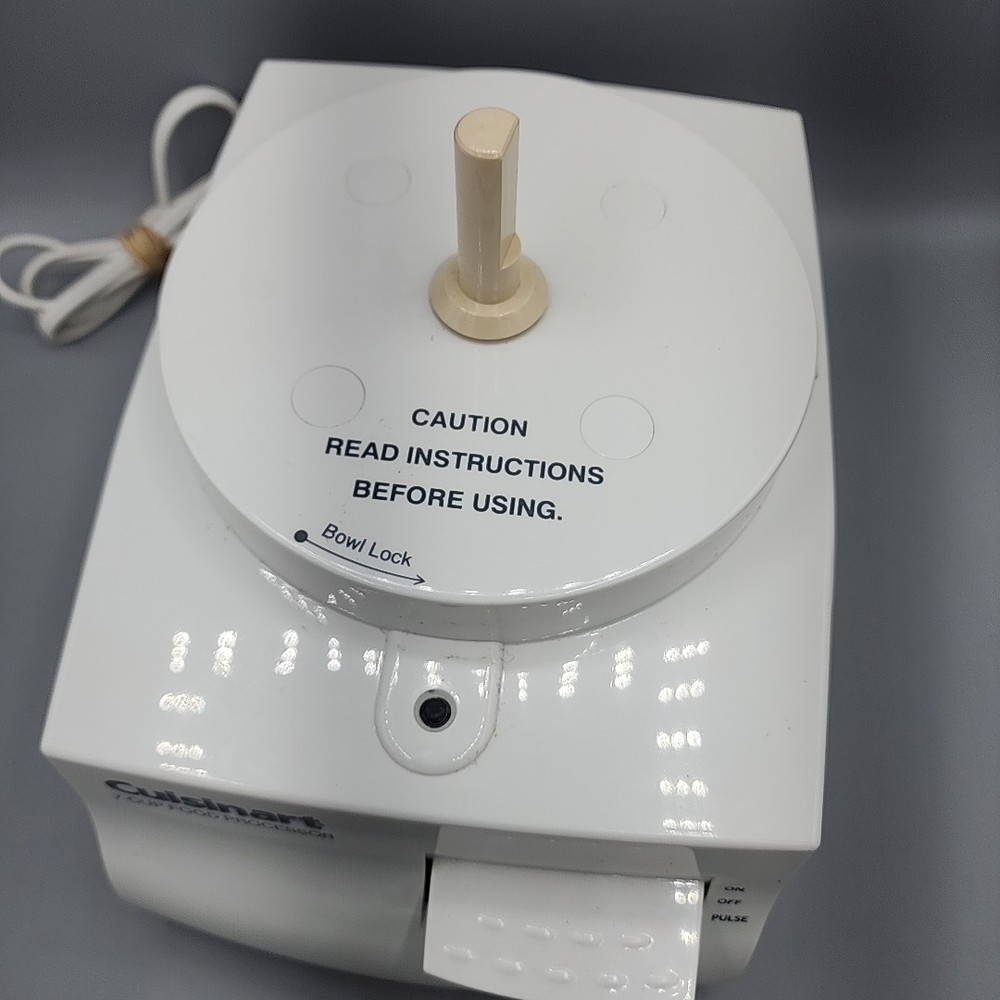 CAUTION
READ INSTRUCTIONS
BEFORE USING.
Bowl Lock
Cuisinart
7 CUP FOOD PROCESSOR
ON
OFF
PULSE